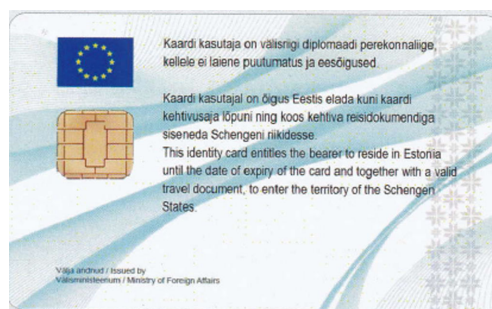 Kaardi kasutaja on välisriigi diplomaadi perekonnaliige,
kellele ei laiene puutumatus ja eesõigused.
Kaardi kasutajal on õigus Eestis elada kuni kaardi
kehtivusaja lõpuni ning koos kehtiva reisidokumendiga
siseneda Schengeni riikidesse.
This identity card entitles the bearer to reside in Estonia
until the date of expiry of the card and together with a valid
travel document, to enter the territory of the Schengen
States.
Välja andnud / Issued by
Välisministeerium / Ministry of Foreign Affairs